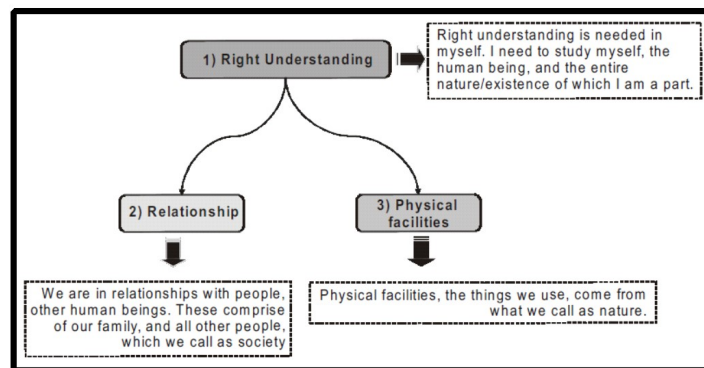 1) Right Understanding
Right understanding is needed in
myself. I need to study myself, the
human being, and the entire
nature/existence of which I am a part.
2) Relationship
3) Physical
facilities
We are in relationships with people,
other human beings. These comprise
of our family, and all other people,
which we call as society
Physical facilities, the things we use, come from
what we call as nature.